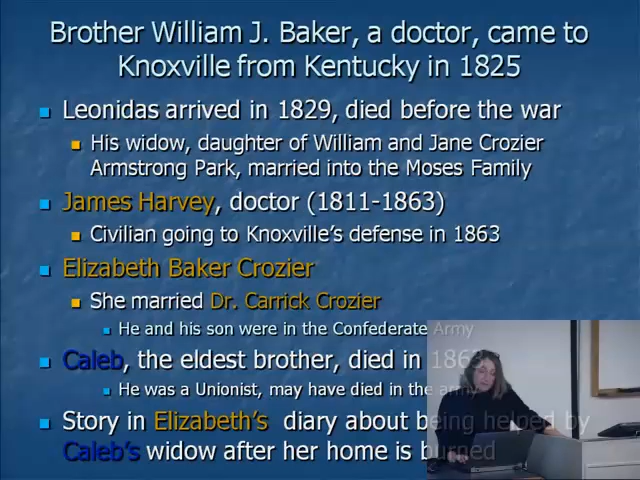 Brother William J. Baker, a doctor, came to
Knoxville from Kentucky in 1825
Leonidas arrived in 1829, died before the war
His widow, daughter of William and Jane Crozier
Armstrong Park, married into the Moses Family
James Harvey, doctor (1811-1863)
Civilian going to Knoxville's defense in 1863
Elizabeth Baker Crozier
She married Dr. Carrick Crozier
He and his son were in the Confederate Army
Caleb, the eldest brother, died in
He was a Unionist, may have died in the army
Story in Elizabeth's diary about being helped by
Caleb's widow after her home is burned